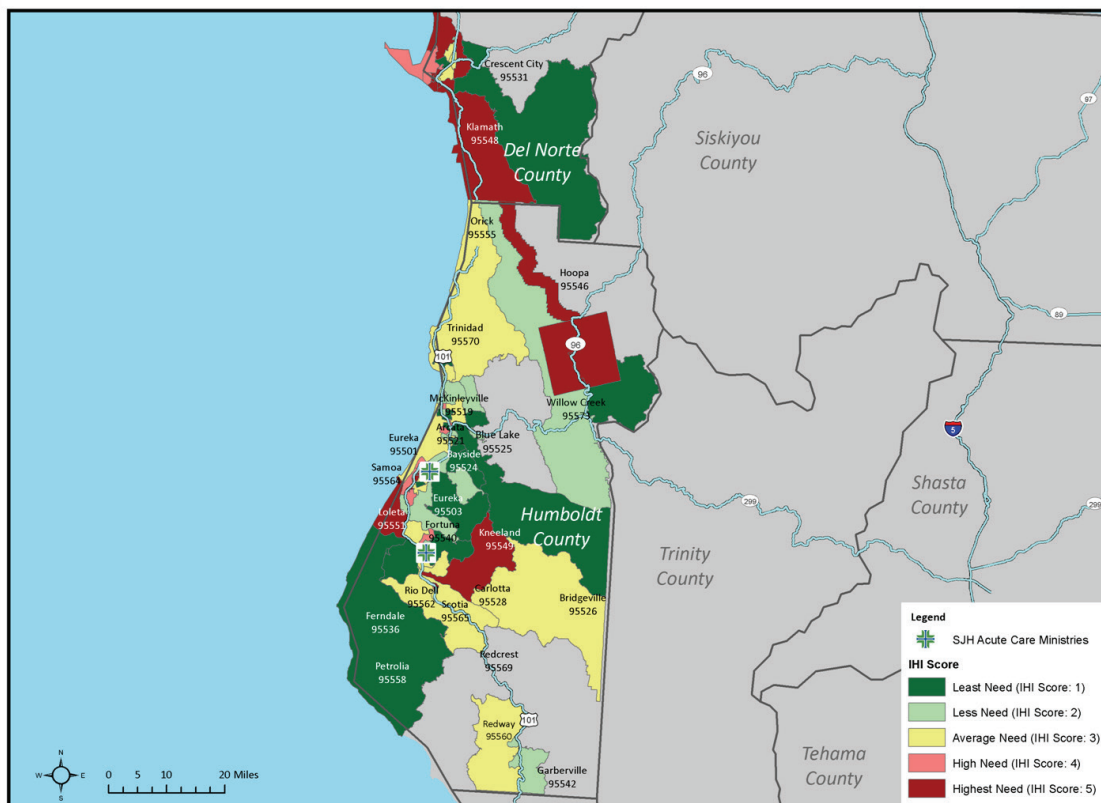 96
97
Crescent City
95531
Siskiyou
County
Klamath
95548
Del Norte
County
Orick
95555
Hoopa
95546
89
Trinidad
95570
101
96
McKinleyville
95519
Willow Creek
95573
Arcata
95521
Blue Lake
95525
Eureka
95501
Bayside
95524
5
Samoa
95564
Shasta
County
Eureka
95503
299
299
Loleta
95551
Fortuna
95540
Humboldt
County
Kneeland
95549
Trinity
County
Rio Dell
95562
Carlotta
95528
Scotia
95565
Bridgeville
95526
Ferndale
95536
Redcrest
95569
Petrolia
95558
Redway
95560
101
Garberville
95542
Tehama
County
N
W E
S
0 5 10 20 Miles
Legend
SJH Acute Care Ministries
IHI Score
Least Need (IHI Score: 1)
Less Need (IHI Score: 2)
Average Need (IHI Score: 3)
High Need (IHI Score: 4)
Highest Need (IHI Score: 5)